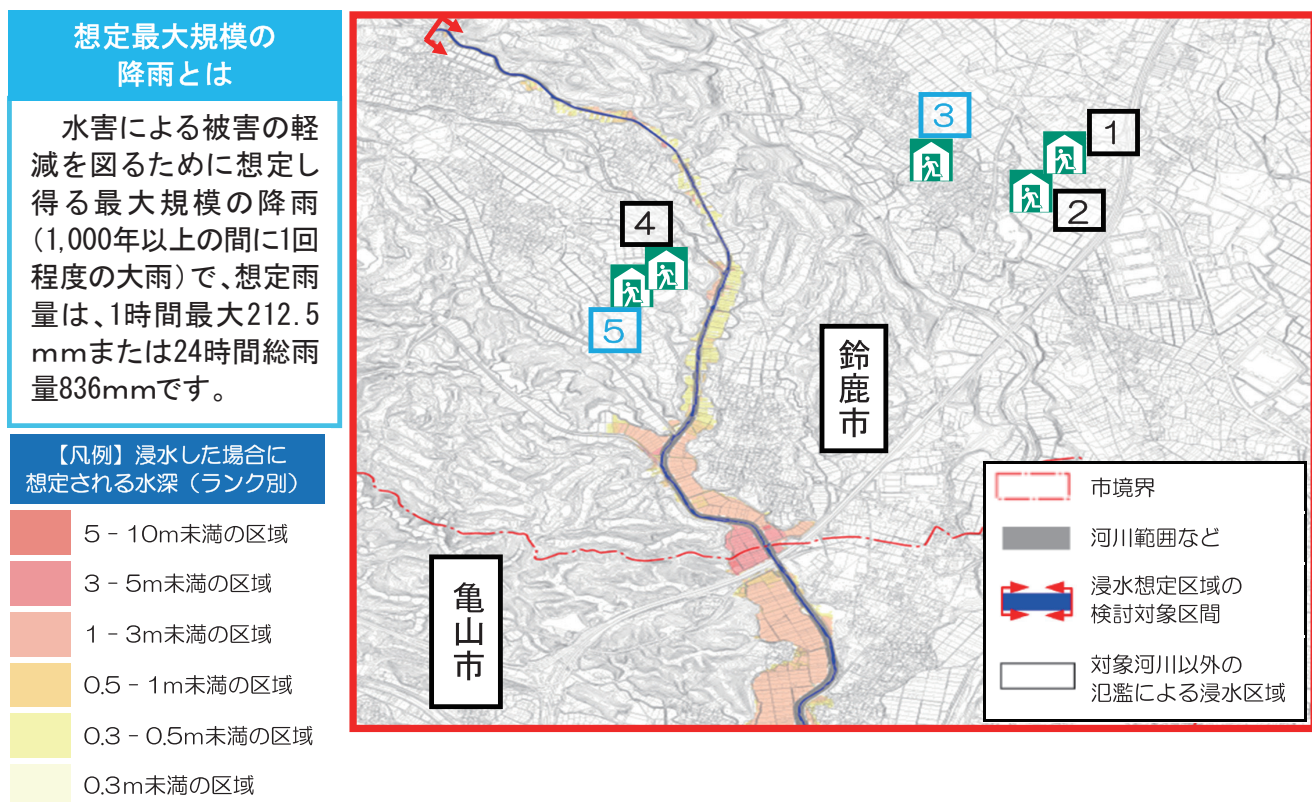 想定最大規模の
降雨とは
水害による被害の軽
減を図るために想定し
得る最大規模の降雨
(1,000年以上の間に1回
程度の大雨)で、想定雨
量は、1時間最大212.5
mmまたは24時間総雨
量836mmです。
【凡例】浸水した場合に
想定される水深(ランク別)
5-10m未満の区域
3-5m未満の区域
1-3m未満の区域
0.5-1m未満の区域
0.3-0.5m未満の区域
0.3m未満の区域
3
1
2
4
5
鈴鹿市
亀山市
市境界
河川範囲など
浸水想定区域の
検討対象区間
対象河川以外の
氾濫による浸水区域